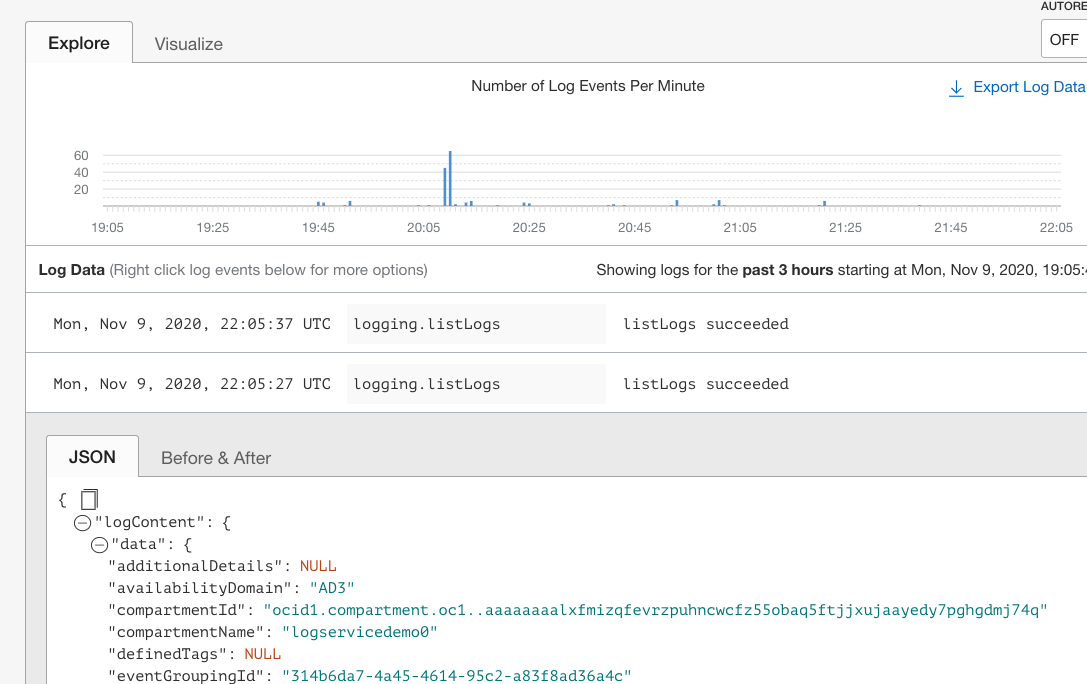 AUTORE
Explore
Visualize
OFF
Number of Log Events Per Minute
Export Log Data
60
40
20
19:05 19:25 19:45 20:05 20:25 20:45 21:05 21:25 21:45 22:05
Log Data (Right click log events below for more options)
Showing logs for the past 3 hours starting at Mon, Nov 9, 2020, 19:05:4
Mon, Nov 9, 2020, 22:05:37 UTC logging.listLogs listLogs succeeded
Mon, Nov 9, 2020, 22:05:27 UTC logging.listLogs listLogs succeeded
JSON
Before & After
{
"logContent": {
"data": {
"additionalDetails": NULL
"availabilityDomain": "AD3"
"compartmentId": "ocid1.compartment.oc1..aaaaaaaalxfmizqfevrzpuhncwcfz55obaq5ftjjxujaayedy7pghgdmj74q"
"compartmentName": "logservicedemo0"
"definedTags": NULL
"eventGroupingId": "314b6da7-4a45-4614-95c2-a83f8ad36a4c"